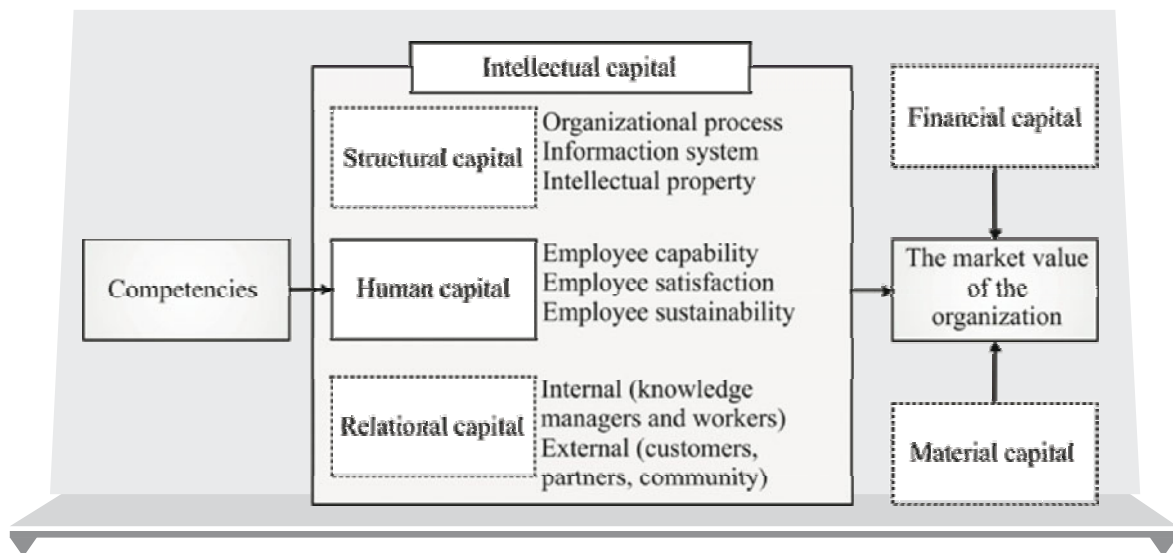 Intellectual capital
Structural capital
Organizational process
Informaction system
Intellectual property
Competencies
Human capital
Employee capability
Employee satisfaction
Employee sustainability
Relational capital
Internal (knowledge
managers and workers)
External (customers,
partners, community)
Financial capital
The market value
of the
organization
Material capital